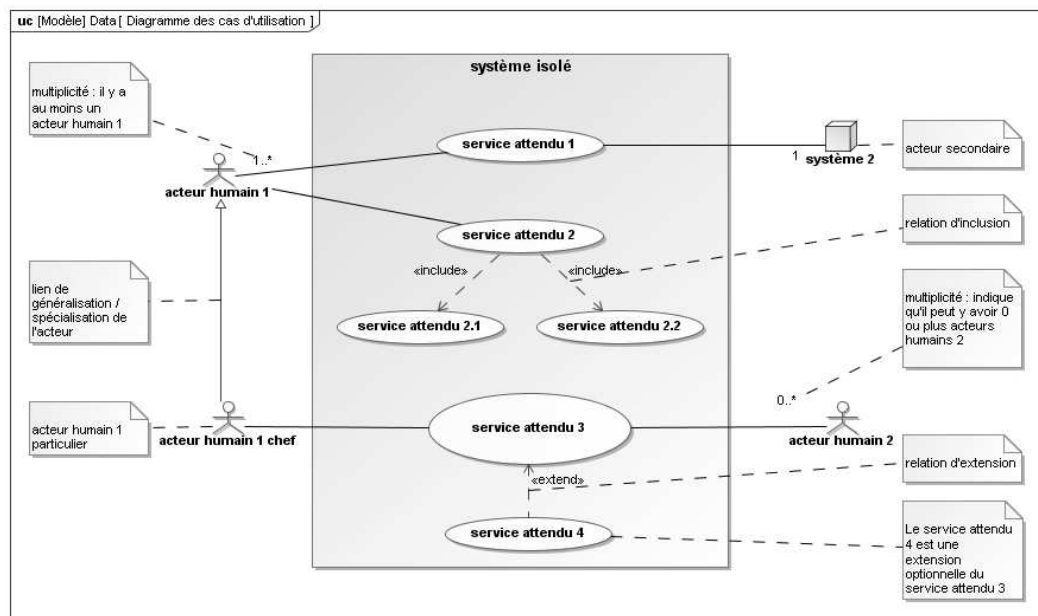 uc [Modèle] Data [ Diagramme des cas d'utilisation ]
système isolé
multiplicité : il y a
au moins un
acteur humain 1
1..*
acteur humain 1
service attendu 1
1
système 2
acteur secondaire
service attendu 2
relation d'inclusion
«include»
«include»
lien de
généralisation /
spécialisation de
l'acteur
service attendu 2.1
service attendu 2.2
multiplicité : indique
qu'il peut y avoir 0
ou plus acteurs
humains 2
0..*
acteur humain 1
particulier
acteur humain 1 chef
service attendu 3
acteur humain 2
«extend»
relation d'extension
service attendu 4
Le service attendu
4 est une
extension
optionnelle du
service attendu 3